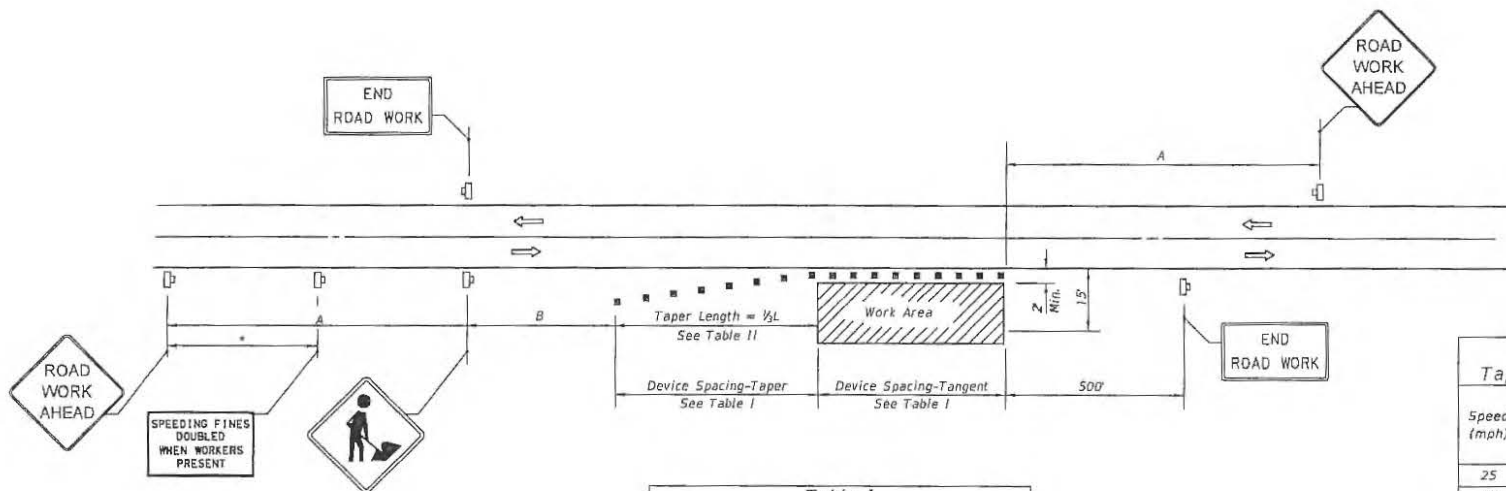 ROAD
WORK
AHEAD
END
ROAD WORK
A
A
B
Taper Length = ⅓L
See Table II
Work Area
2'
Min.
15'
*
ROAD
WORK
AHEAD
SPEEDING FINES
DOUBLED
WHEN WORKERS
PRESENT
Device Spacing-Taper
See Table I
Device Spacing-Tangent
See Table I
500'
END
ROAD WORK
Speed
(mph)
25